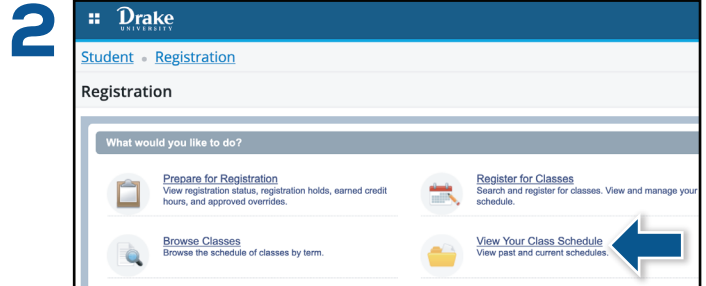 2
Drake
UNIVERSITY
Student • Registration
Registration
What would you like to do?
Prepare for Registration
View registration status, registration holds, earned credit
hours, and approved overrides.
Register for Classes
Search and register for classes. View and manage your
schedule.
Browse Classes
Browse the schedule of classes by term.
View Your Class Schedule
View past and current schedules.